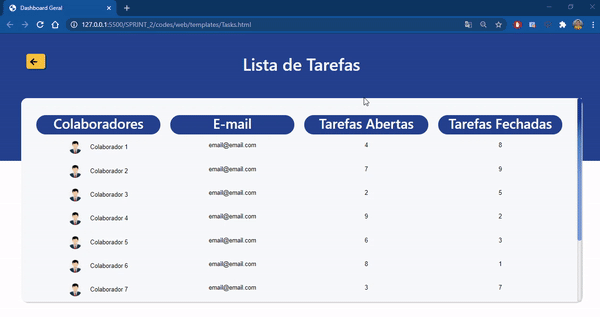 Dashboard Geral
127.0.0.1:5500/SPRINT_2/codes/web/templates/Tasks.html
Lista de Tarefas
Colaboradores E-mail Tarefas Abertas Tarefas Fechadas
Colaborador 1 email@email.com 4 8
Colaborador 2 email@email.com 7 9
Colaborador 3 email@email.com 2 5
Colaborador 4 email@email.com 9 2
Colaborador 5 email@email.com 6 3
Colaborador 6 email@email.com 8 1
Colaborador 7 email@email.com 3 7